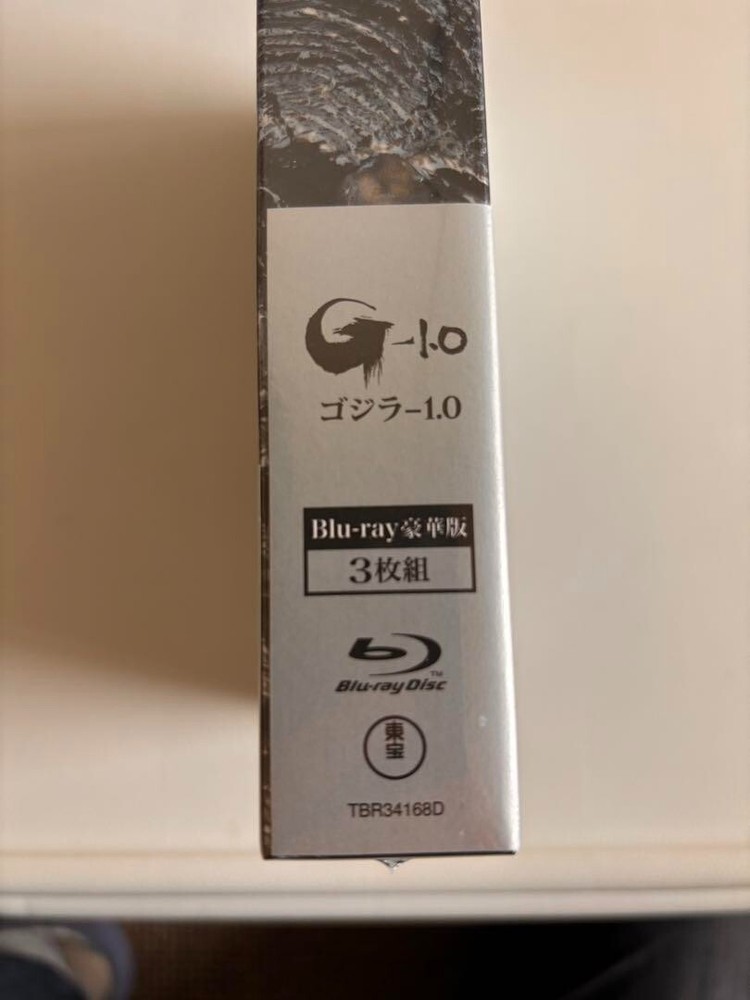 G-1.0
ゴジラ-1.0
Blu-ray豪華版
3枚組
Blu-ray Disc™
東宝
TBR34168D